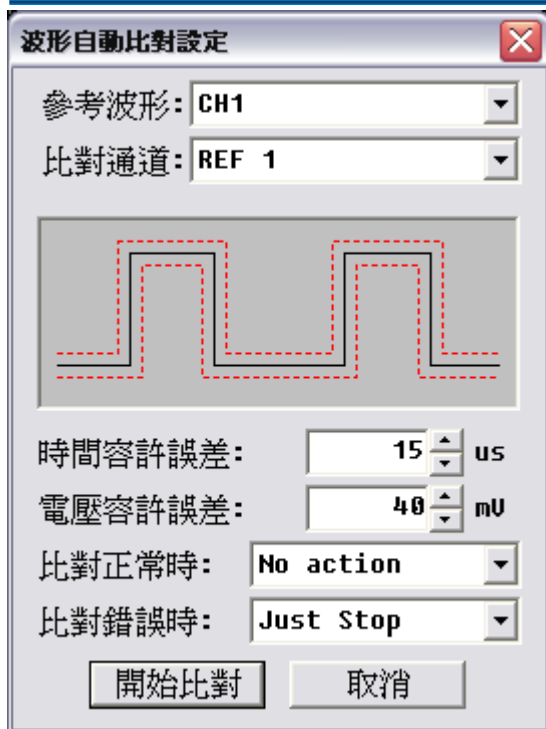 波形自動比對設定
參考波形: CH1
比對通道: REF 1
時間容許誤差: 15 us
電壓容許誤差: 40 mV
比對正常時: No action
比對錯誤時: Just Stop
開始比對 取消